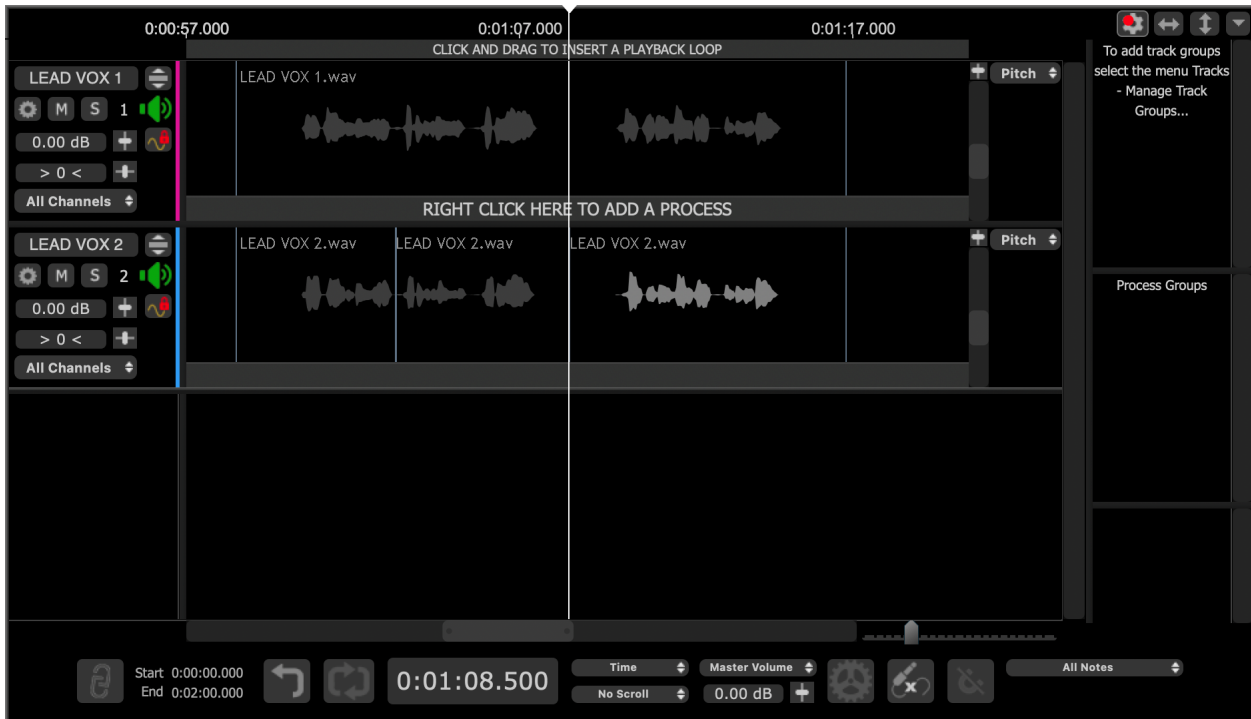 0:00:57.000 0:01:07.000 0:01:17.000
CLICK AND DRAG TO INSERT A PLAYBACK LOOP
To add track groups
select the menu Tracks
- Manage Track
Groups...
LEAD VOX 1
LEAD VOX 1.wav
Pitch
M S 1
0.00 dB
> 0 <
All Channels
RIGHT CLICK HERE TO ADD A PROCESS
LEAD VOX 2
LEAD VOX 2.wav LEAD VOX 2.wav LEAD VOX 2.wav
Pitch
M S 2
0.00 dB
> 0 <
All Channels
Process Groups
Start 0:00:00.000
End 0:02:00.000
0:01:08.500
Time
No Scroll
Master Volume
0.00 dB
x
All Notes